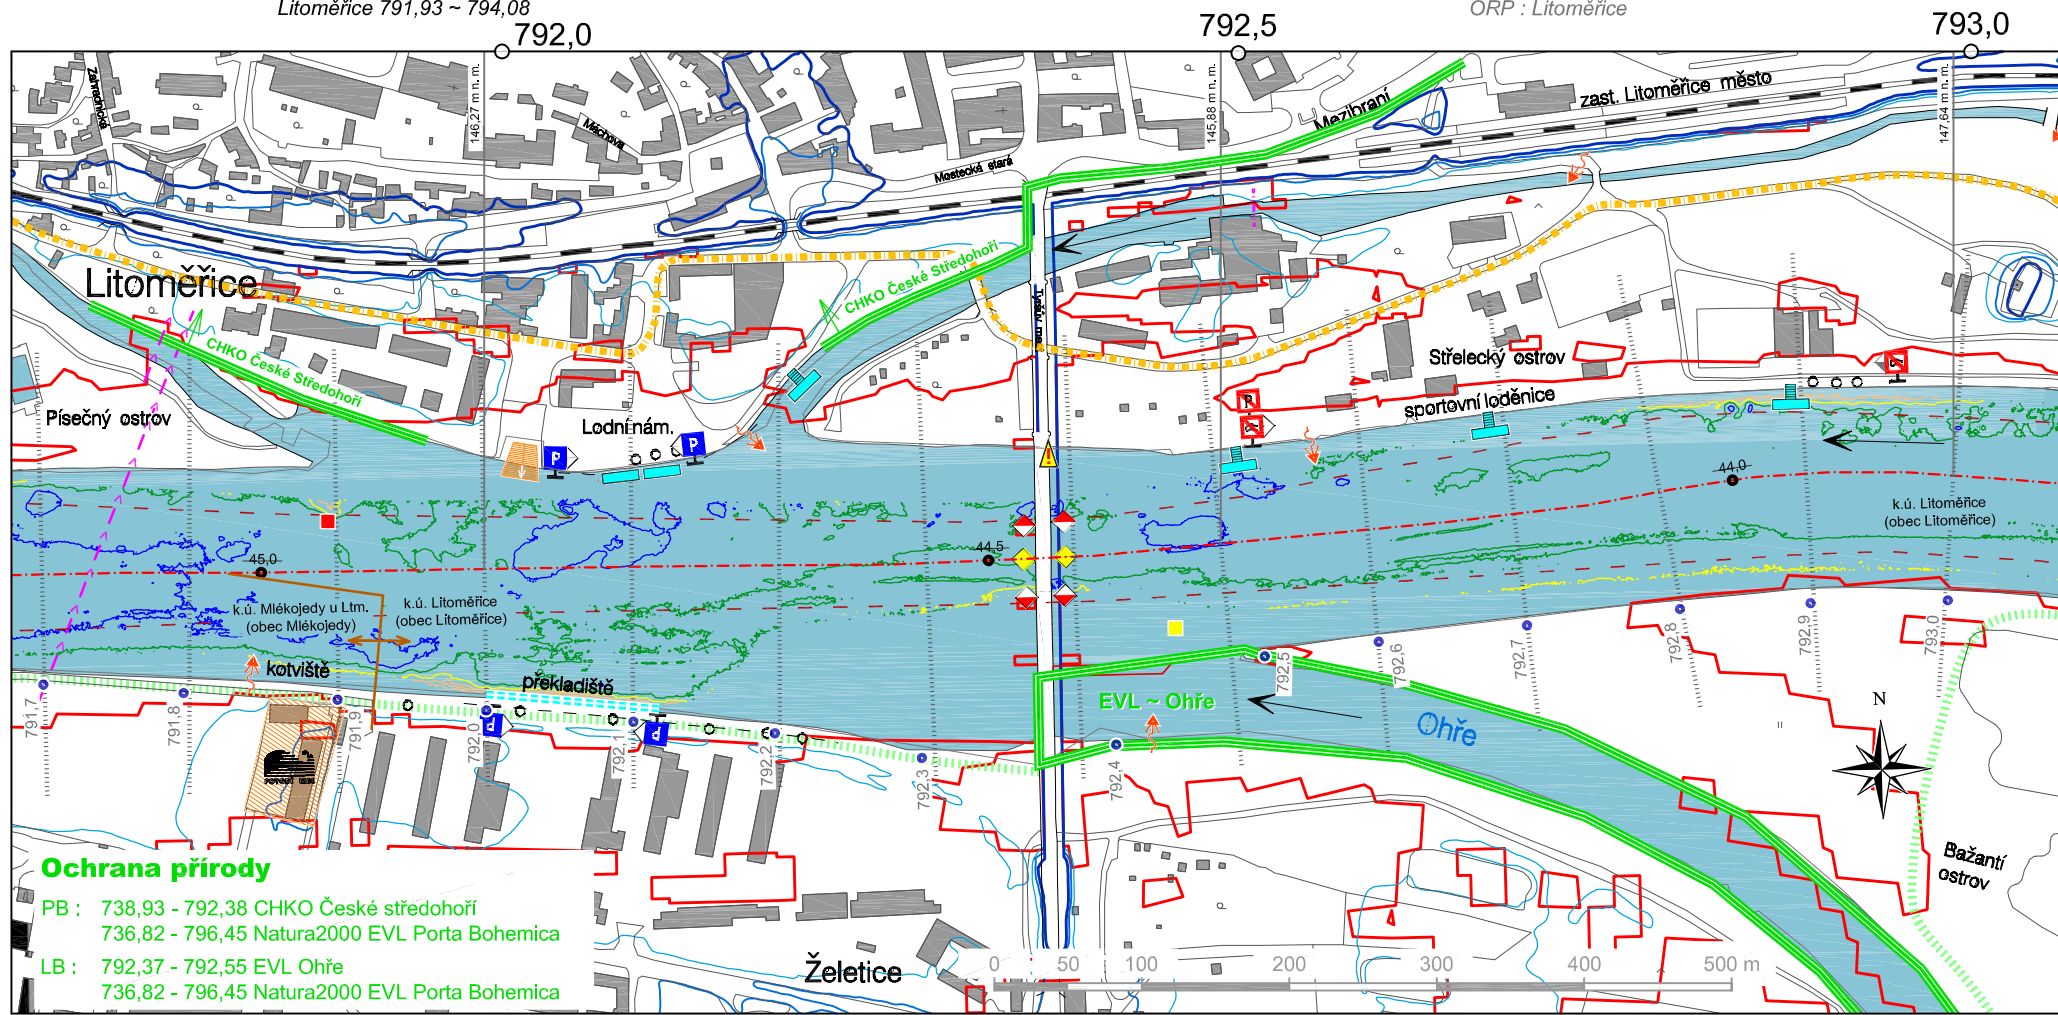 Litoměřice 791,93 ~ 794,08
ORP : Litoměřice
792,0
792,5
793,0
Zahradnická
146,27 m n. m.
Máchova
Mostecká stará
145,88 m n. m.
Mezibraní
zast. Litoměřice město
147,64 m n. m.
Litoměřice
CHKO České Středohoří
CHKO České Středohoří
Tyršův most
Písečný ostrov
Lodní nám.
P
P
P
Střelecký ostrov
sportovní loděnice
44,0
k.ú. Litoměřice
(obec Litoměřice)
45,0
44,5
k.ú. Mlékojedy u Ltm.
(obec Mlékojedy)
k.ú. Litoměřice
(obec Litoměřice)
kotviště
překladiště
P
P
EVL ~ Ohře
Ohře
791,7
791,8
791,9
792,0
792,1
792,2
792,3
792,4
792,5
792,6
792,7
792,8
792,9
793,0
N
Bažantí
ostrov
Ochrana přírody
PB : 738,93 - 792,38 CHKO České středohoří
736,82 - 796,45 Natura2000 EVL Porta Bohemica
LB : 792,37 - 792,55 EVL Ohře
736,82 - 796,45 Natura2000 EVL Porta Bohemica
Želetice
0 50 100 200 300 400 500 m